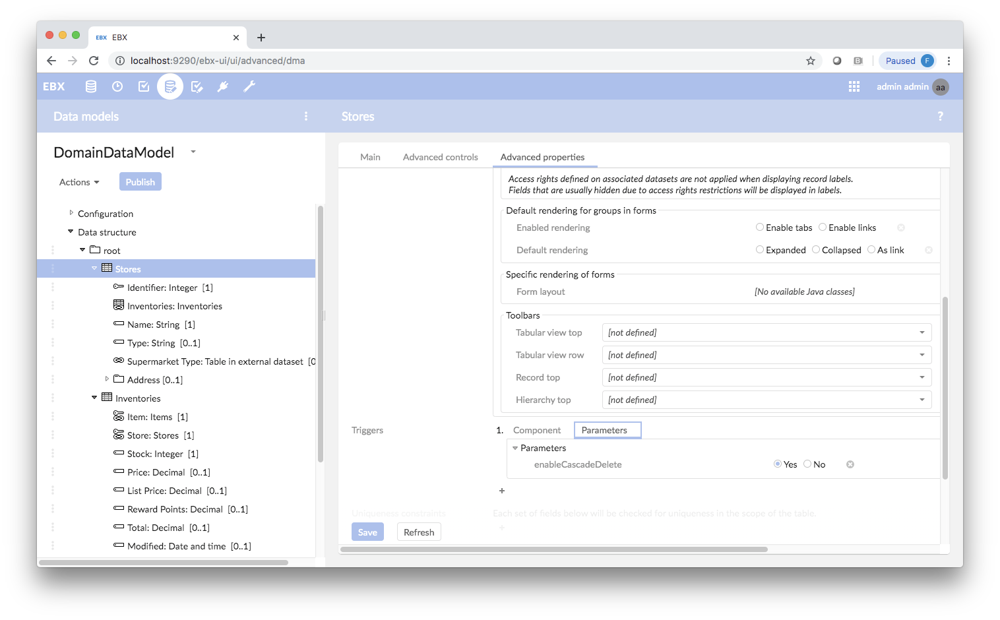 EBX EBX
localhost:9290/ebx-ui/ui/advanced/dma
Paused F
EBX
admin admin aa
Data models
Stores
?
DomainDataModel
Actions
Publish
Configuration
Data structure
root
Stores
Identifier: Integer [1]
Inventories: Inventories
Name: String [1]
Type: String [0..1]
Supermarket Type: Table in external dataset [0
Address [0..1]
Inventories
Item: Items [1]
Store: Stores [1]
Stock: Integer [1]
Price: Decimal [0..1]
List Price: Decimal [0..1]
Reward Points: Decimal [0..1]
Total: Decimal [0..1]
Modified: Date and time [0..1]
Main Advanced controls Advanced properties
Access rights defined on associated datasets are not applied when displaying record labels.
Fields that are usually hidden due to access rights restrictions will be displayed in labels.
Default rendering for groups in forms
Enabled rendering Enable tabs Enable links
Default rendering Expanded Collapsed As link
Specific rendering of forms
Form layout [No available Java classes]
Toolbars
Tabular view top [not defined]
Tabular view row [not defined]
Record top [not defined]
Hierarchy top [not defined]
Triggers 1. Component Parameters
Parameters
enableCascadeDelete Yes No
+
Uniqueness constraints Each set of fields below will be checked for uniqueness in the scope of the table.
+
Save Refresh